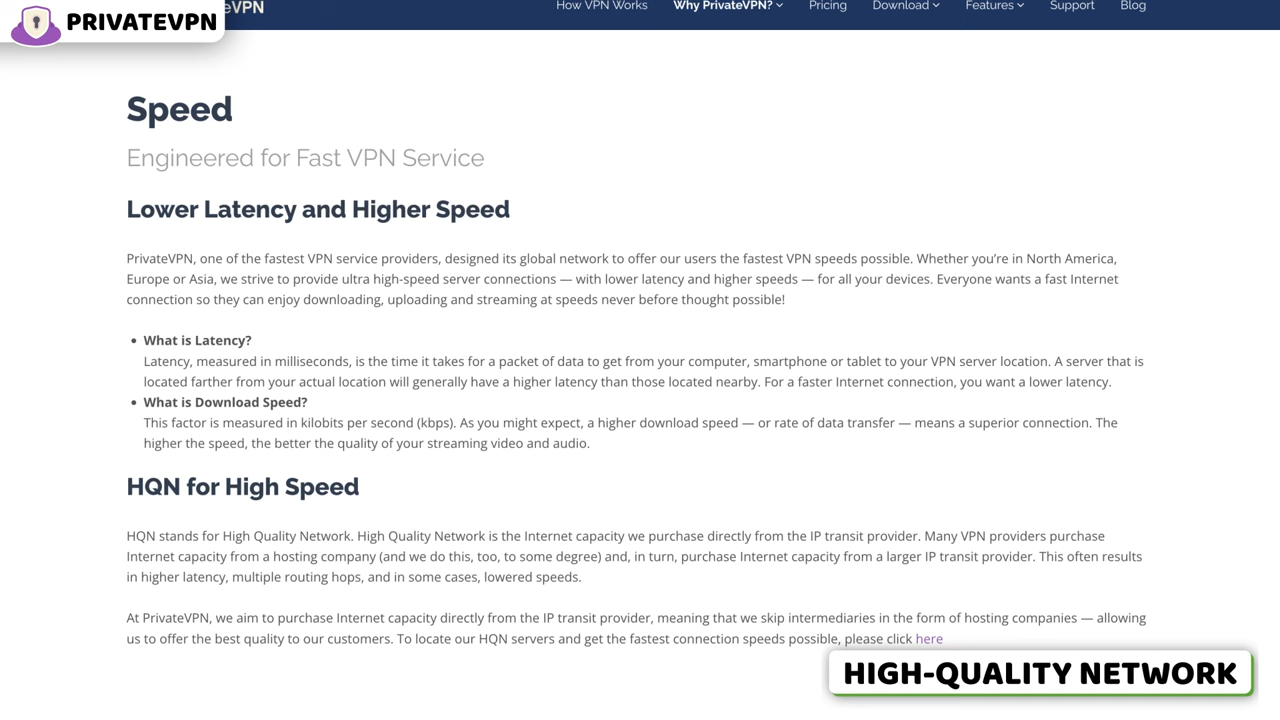 PRIVATEVPN
eVPN
How VPN Works
Why PrivateVPN?
Pricing
Download
Features
Support
Blog
Speed
Engineered for Fast VPN Service
Lower Latency and Higher Speed
PrivateVPN, one of the fastest VPN service providers, designed its global network to offer our users the fastest VPN speeds possible. Whether you're in North America,
Europe or Asia, we strive to provide ultra high-speed server connections — with lower latency and higher speeds — for all your devices. Everyone wants a fast Internet
connection so they can enjoy downloading, uploading and streaming at speeds never before thought possible!
• What is Latency?
Latency, measured in milliseconds, is the time it takes for a packet of data to get from your computer, smartphone or tablet to your VPN server location. A server that is
located farther from your actual location will generally have a higher latency than those located nearby. For a faster Internet connection, you want a lower latency.
• What is Download Speed?
This factor is measured in kilobits per second (kbps). As you might expect, a higher download speed — or rate of data transfer — means a superior connection. The
higher the speed, the better the quality of your streaming video and audio.
HQN for High Speed
HQN stands for High Quality Network. High Quality Network is the Internet capacity we purchase directly from the IP transit provider. Many VPN providers purchase
Internet capacity from a hosting company (and we do this, too, to some degree) and, in turn, purchase Internet capacity from a larger IP transit provider. This often results
in higher latency, multiple routing hops, and in some cases, lowered speeds.
At PrivateVPN, we aim to purchase Internet capacity directly from the IP transit provider, meaning that we skip intermediaries in the form of hosting companies — allowing
us to offer the best quality to our customers. To locate our HQN servers and get the fastest connection speeds possible, please click here
HIGH-QUALITY NETWORK